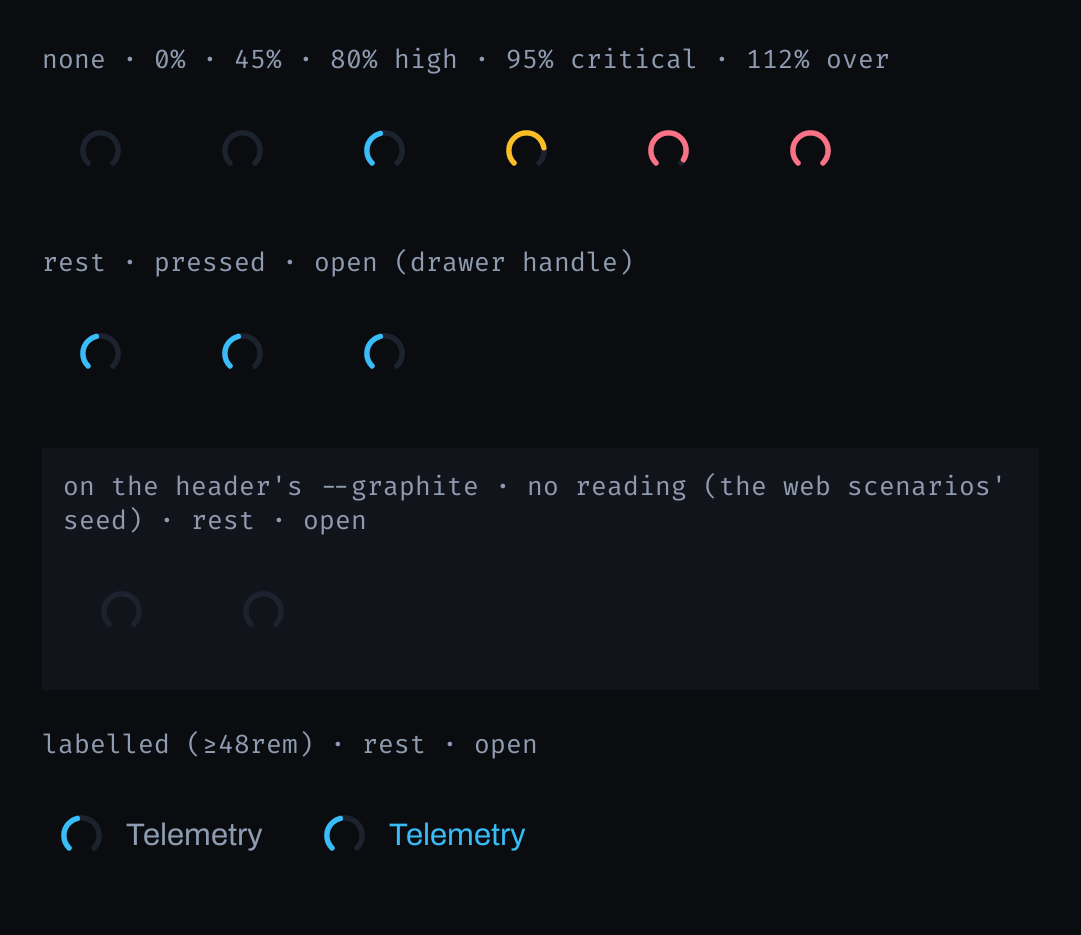 none · 0% · 45% · 80% high · 95% critical · 112% over
rest · pressed · open (drawer handle)
on the header's --graphite · no reading (the web scenarios'
seed) · rest · open
labelled (≥48rem) · rest · open
Telemetry Telemetry